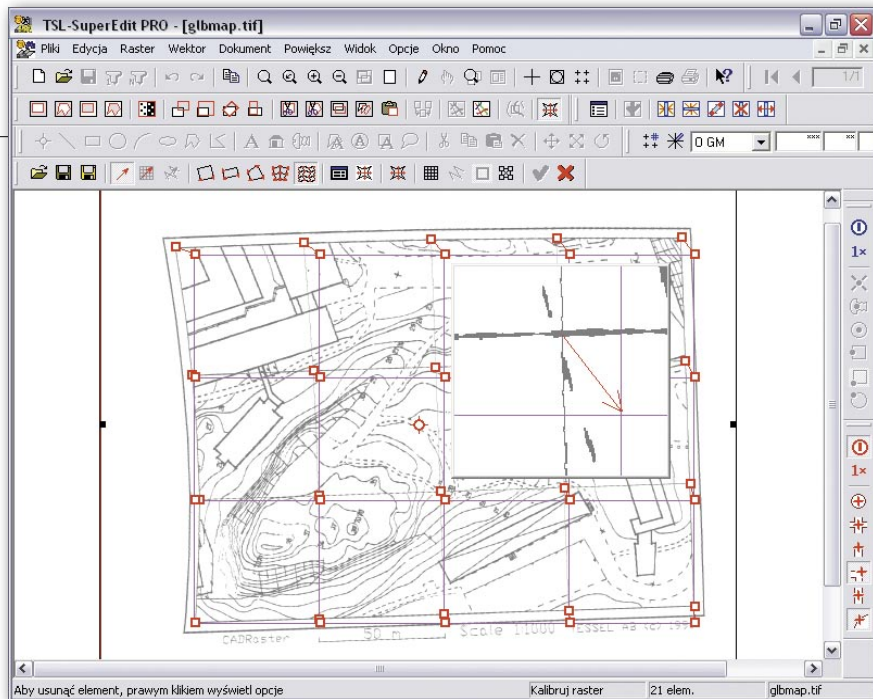 TSL-SuperEdit PRO - [glbmap.tif]
Pliki Edycja Raster Wektor Dokument Powiększ Widok Opcje Okno Pomoc
1/1
0 GM
1×
1×
CADRaster 50 m Scale 1:1000
Aby usunąć element, prawym klikiem wyświetl opcje Kalibruj raster 21 elem. glbmap.tif